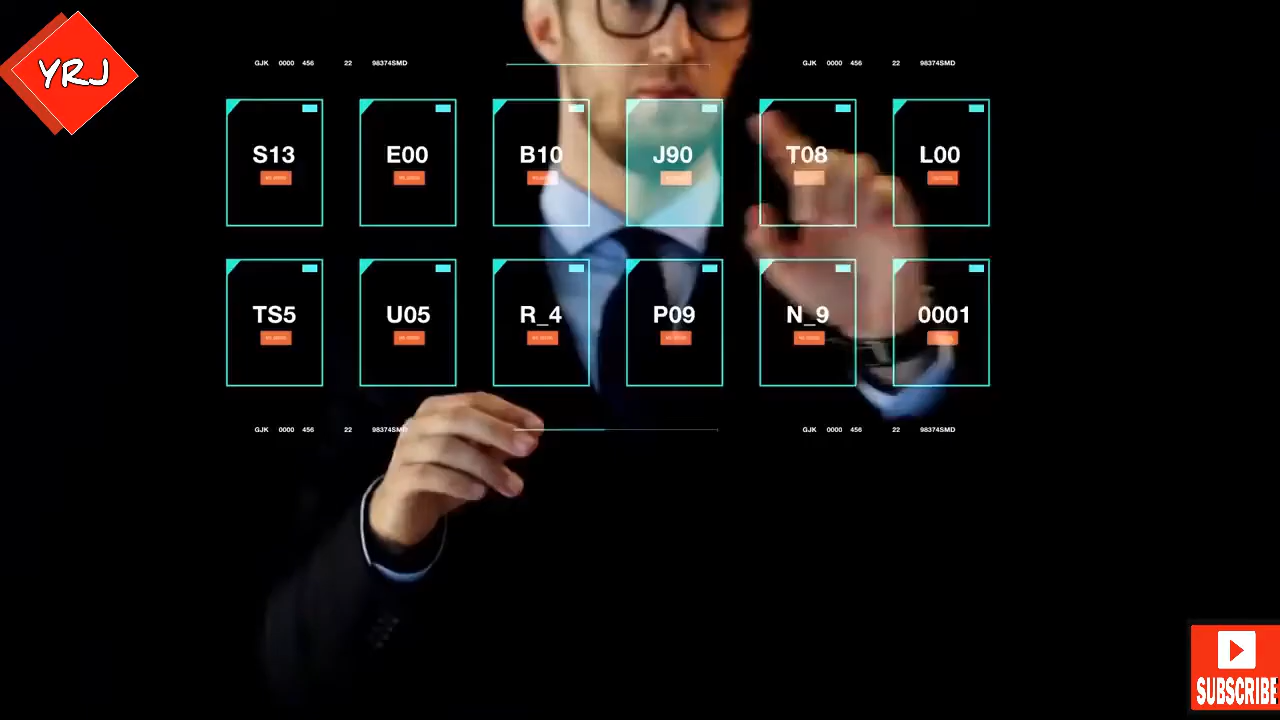 YRJ
GJK 0000 456 22 98374SMD
GJK 0000 456 22 98374SMD
S13 E00 B10 J90 T08 L00
TS5 U05 R_4 P09 N_9 0001
GJK 0000 456 22 98374SMD
GJK 0000 456 22 98374SMD
SUBSCRIBE